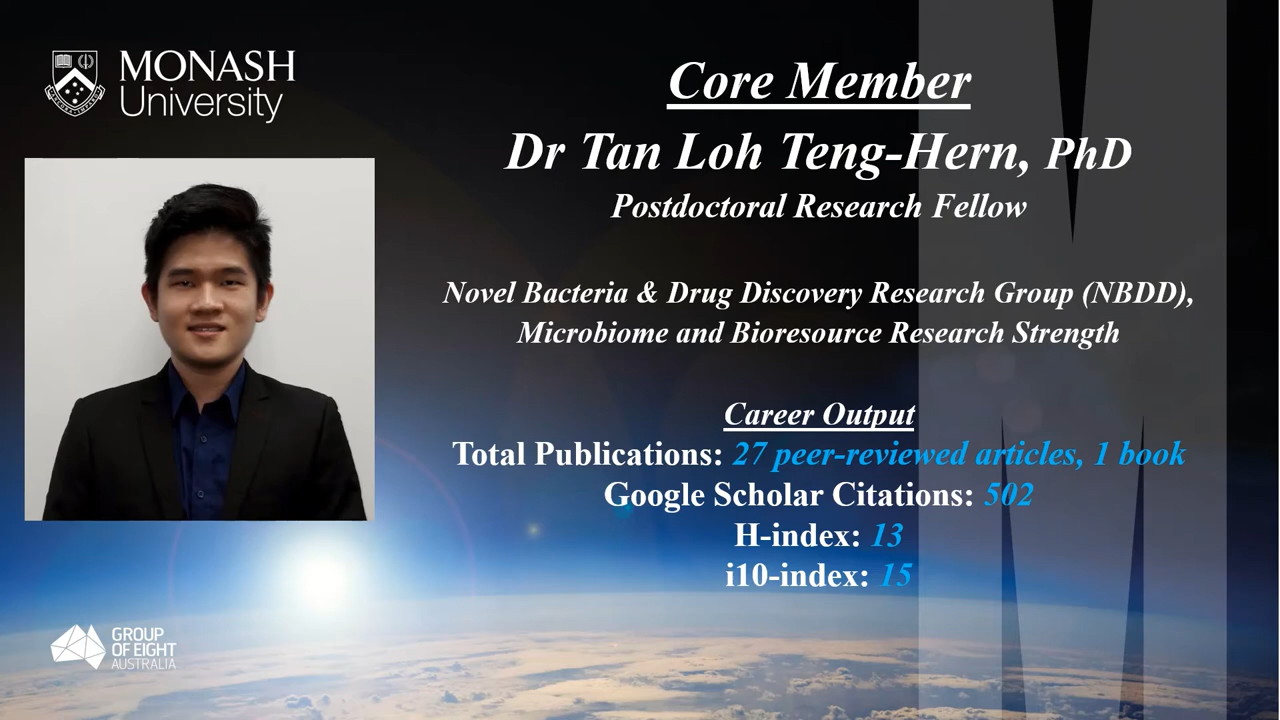 MONASH
University
Core Member
Dr Tan Loh Teng-Hern, PhD
Postdoctoral Research Fellow
Novel Bacteria & Drug Discovery Research Group (NBDD),
Microbiome and Bioresource Research Strength
Career Output
Total Publications: 27 peer-reviewed articles, 1 book
Google Scholar Citations: 502
H-index: 13
i10-index: 15
GROUP
OF EIGHT
AUSTRALIA